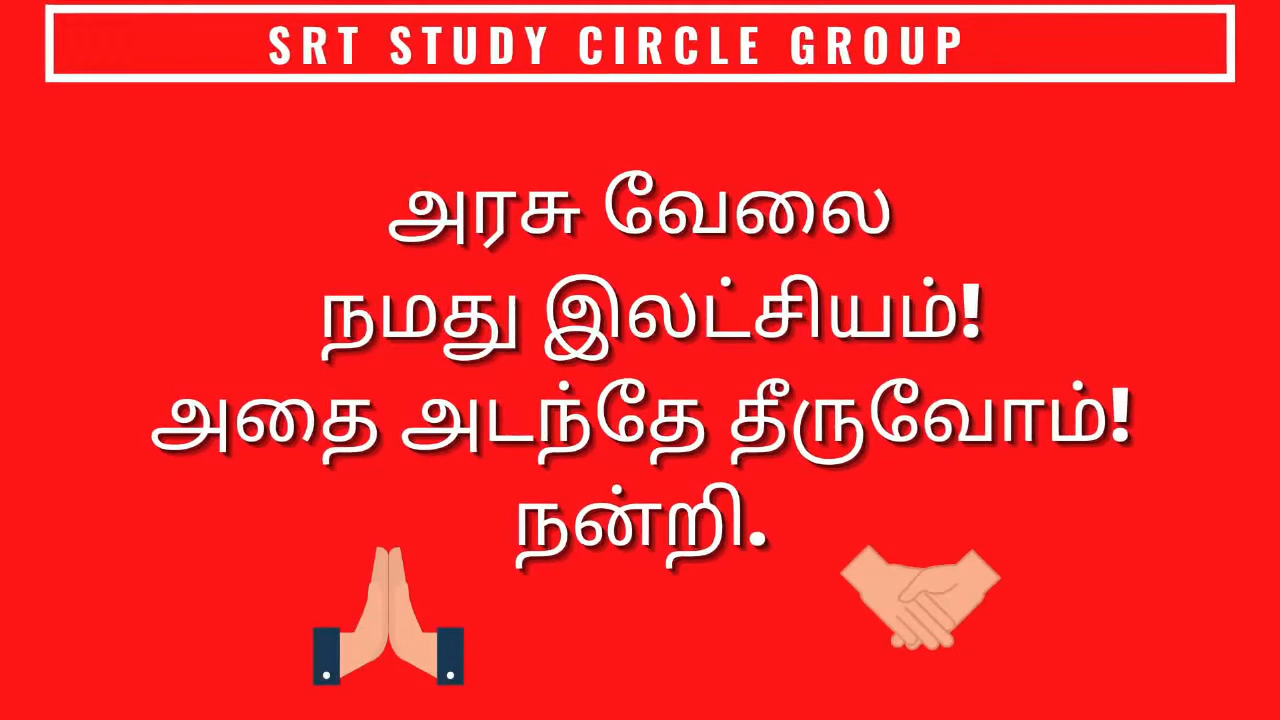 SRT STUDY CIRCLE GROUP
அரசு வேலை
நமது இலட்சியம்!
அதை அடந்தே தீருவோம்!
நன்றி.